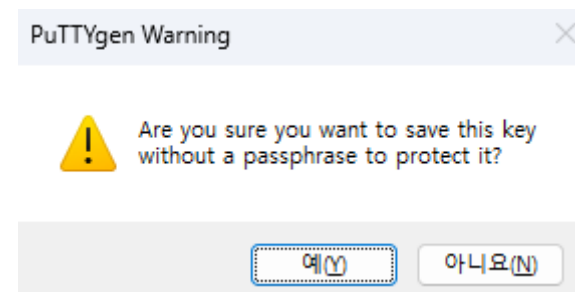 PuTTYgen Warning
Are you sure you want to save this key
without a passphrase to protect it?
예(Y) 아니요(N)